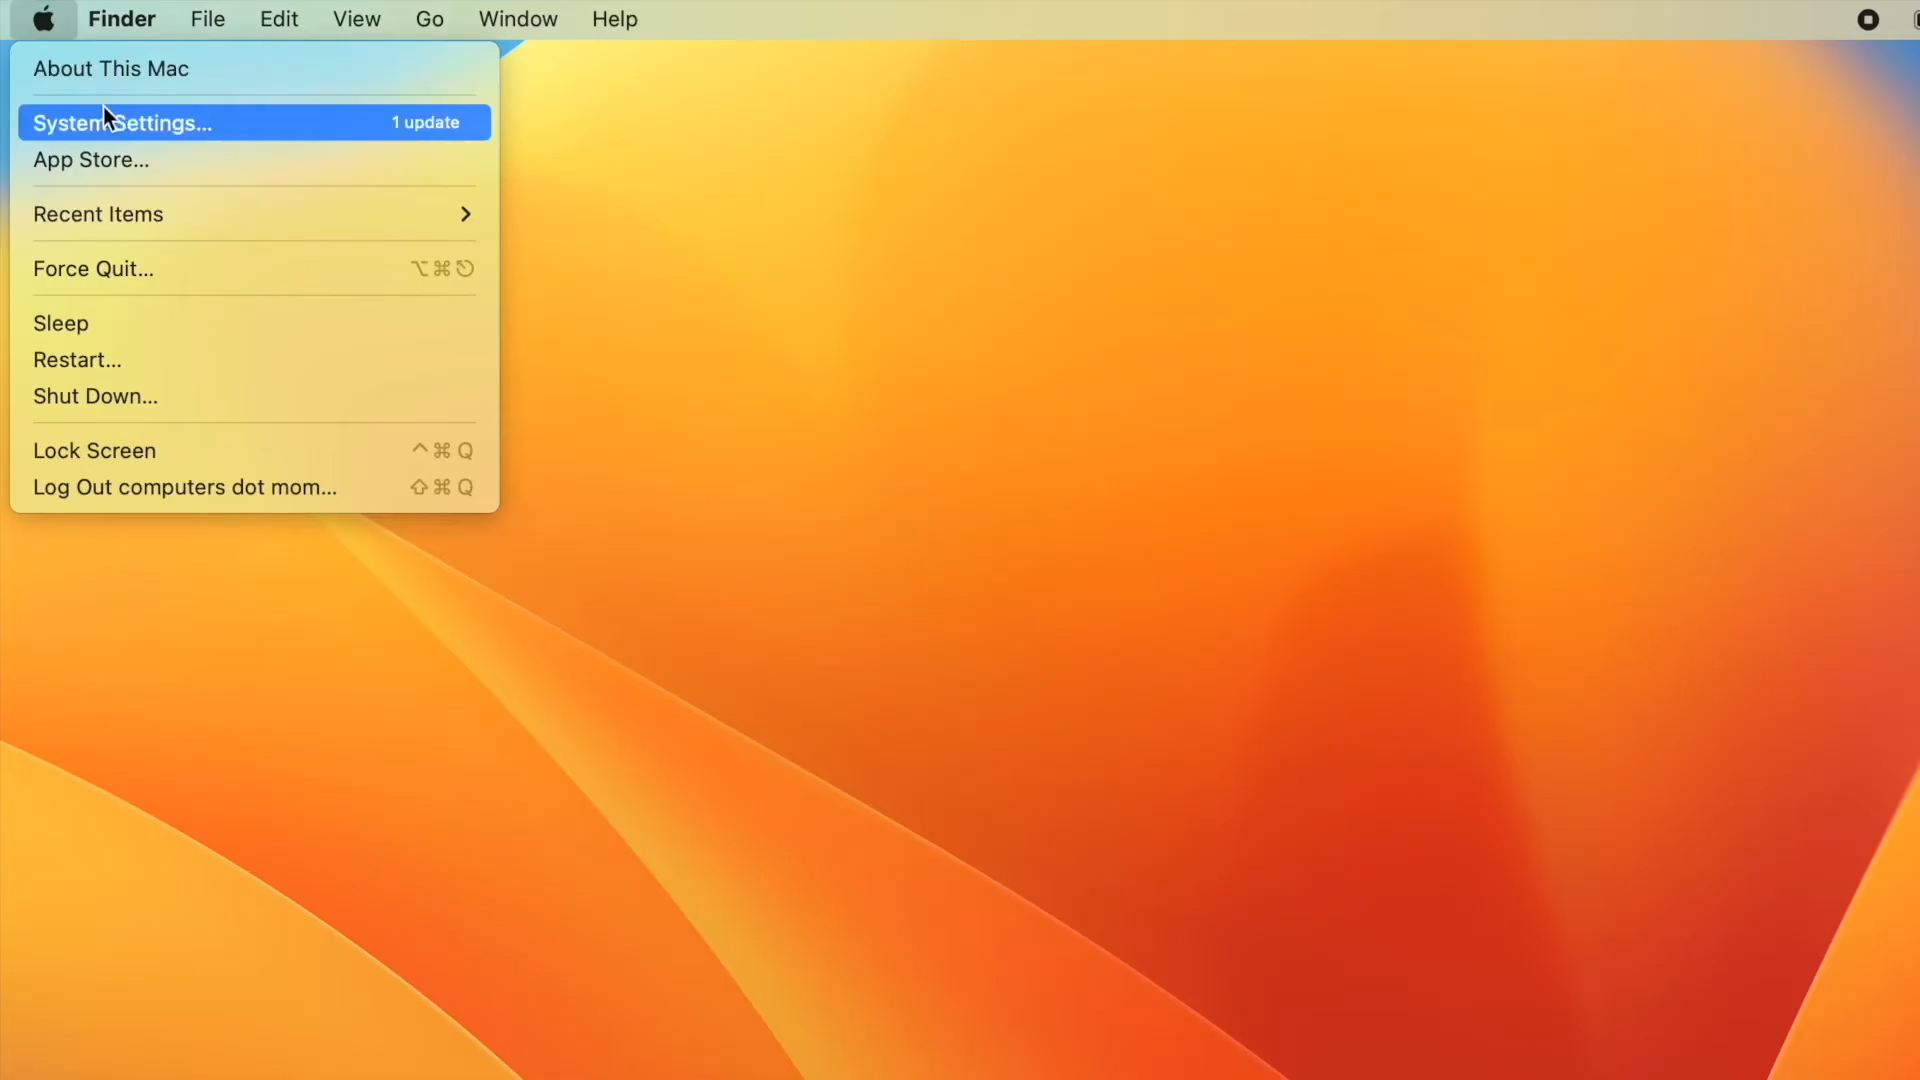 Finder File Edit View Go Window Help
About This Mac
System Settings... 1 update
App Store...
Recent Items
Force Quit... ⌥⌘⎋
Sleep
Restart...
Shut Down...
Lock Screen ^⌘Q
Log Out computers dot mom... ⇧⌘Q